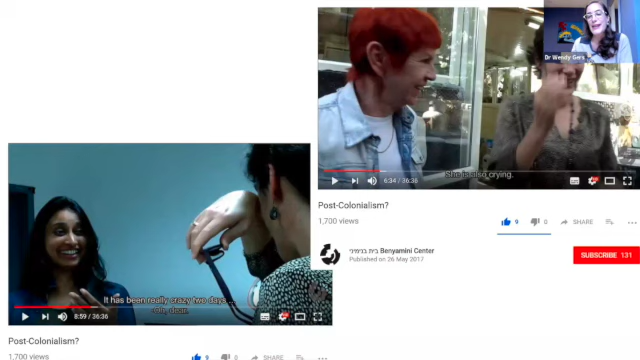 Dr Wendy Gers
She is also crying.
6:34 / 36:36
Post-Colonialism?
1,700 views
9
0
SHARE
בית בנימיני Benyamini Center
Published on 26 May 2017
SUBSCRIBE 131
It has been really crazy two days ...
-oh, dear.
8:59 / 36:36
Post-Colonialism?
1,700 views
9
0
SHARE